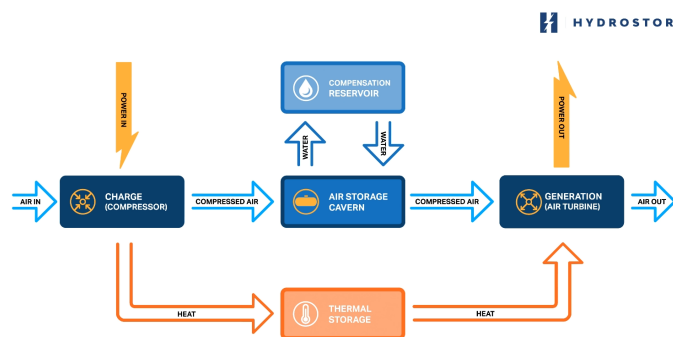 HYDROSTOR
POWER IN
COMPENSATION
RESERVOIR
POWER OUT
WATER
WATER
AIR IN
CHARGE
(COMPRESSOR)
COMPRESSED AIR
AIR STORAGE
CAVERN
COMPRESSED AIR
GENERATION
(AIR TURBINE)
AIR OUT
HEAT
THERMAL
STORAGE
HEAT